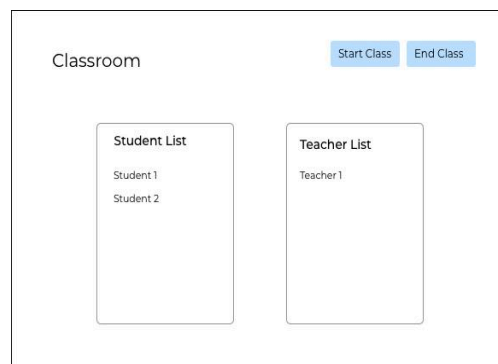 Classroom
Start Class
End Class
Student List
Student 1
Student 2
Teacher List
Teacher 1